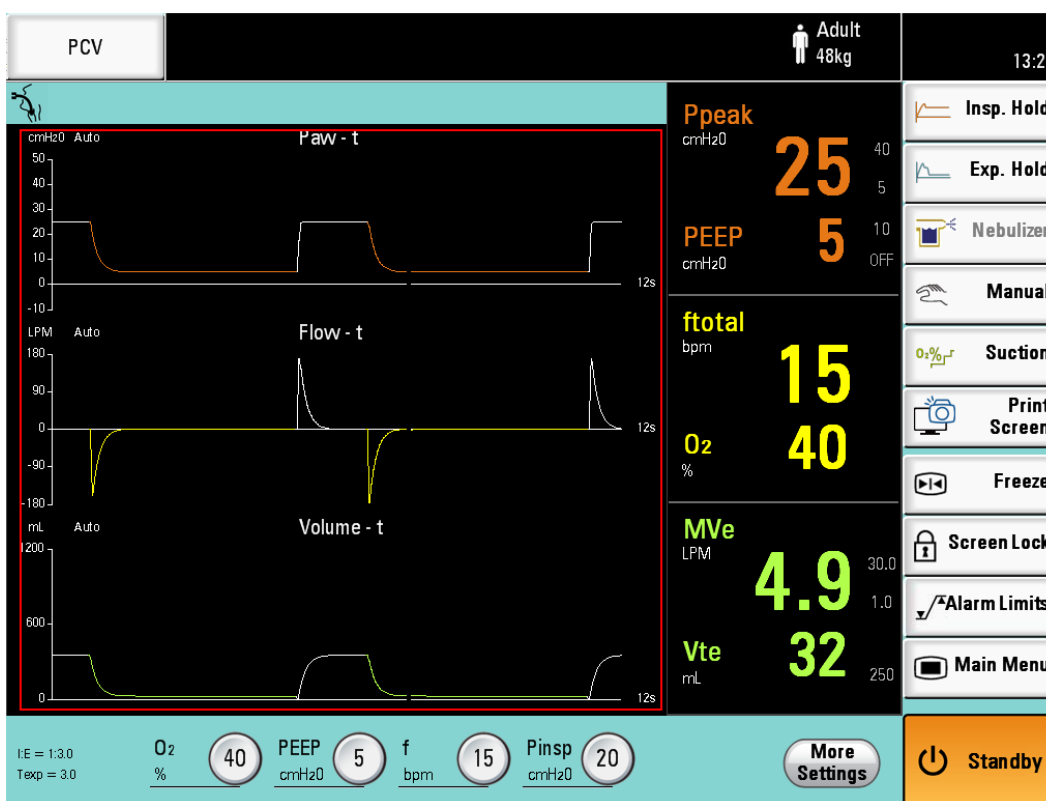 PCV
Adult
48kg
cmH2O Auto Paw - t
50
40
30
20
10
0
-10
12s
LPM Auto Flow - t
180
90
0
-90
-180
12s
mL Auto Volume - t
1200
600
0
12s
Ppeak
cmH2O
25
40
5
PEEP
cmH2O
5
10
OFF
ftotal
bpm
15
O2
%
40
MVe
LPM
4.9
30.0
1.0
Vte
mL
32
250
13:2
Insp. Hold
Exp. Hold
Nebulizer
Manual
O2% Suction
Print
Screen
Freeze
Screen Lock
Alarm Limits
Main Menu
I:E = 1:3.0
Texp = 3.0
O2
%
40
PEEP
cmH2O
5
f
bpm
15
Pinsp
cmH2O
20
More
Settings
Standby